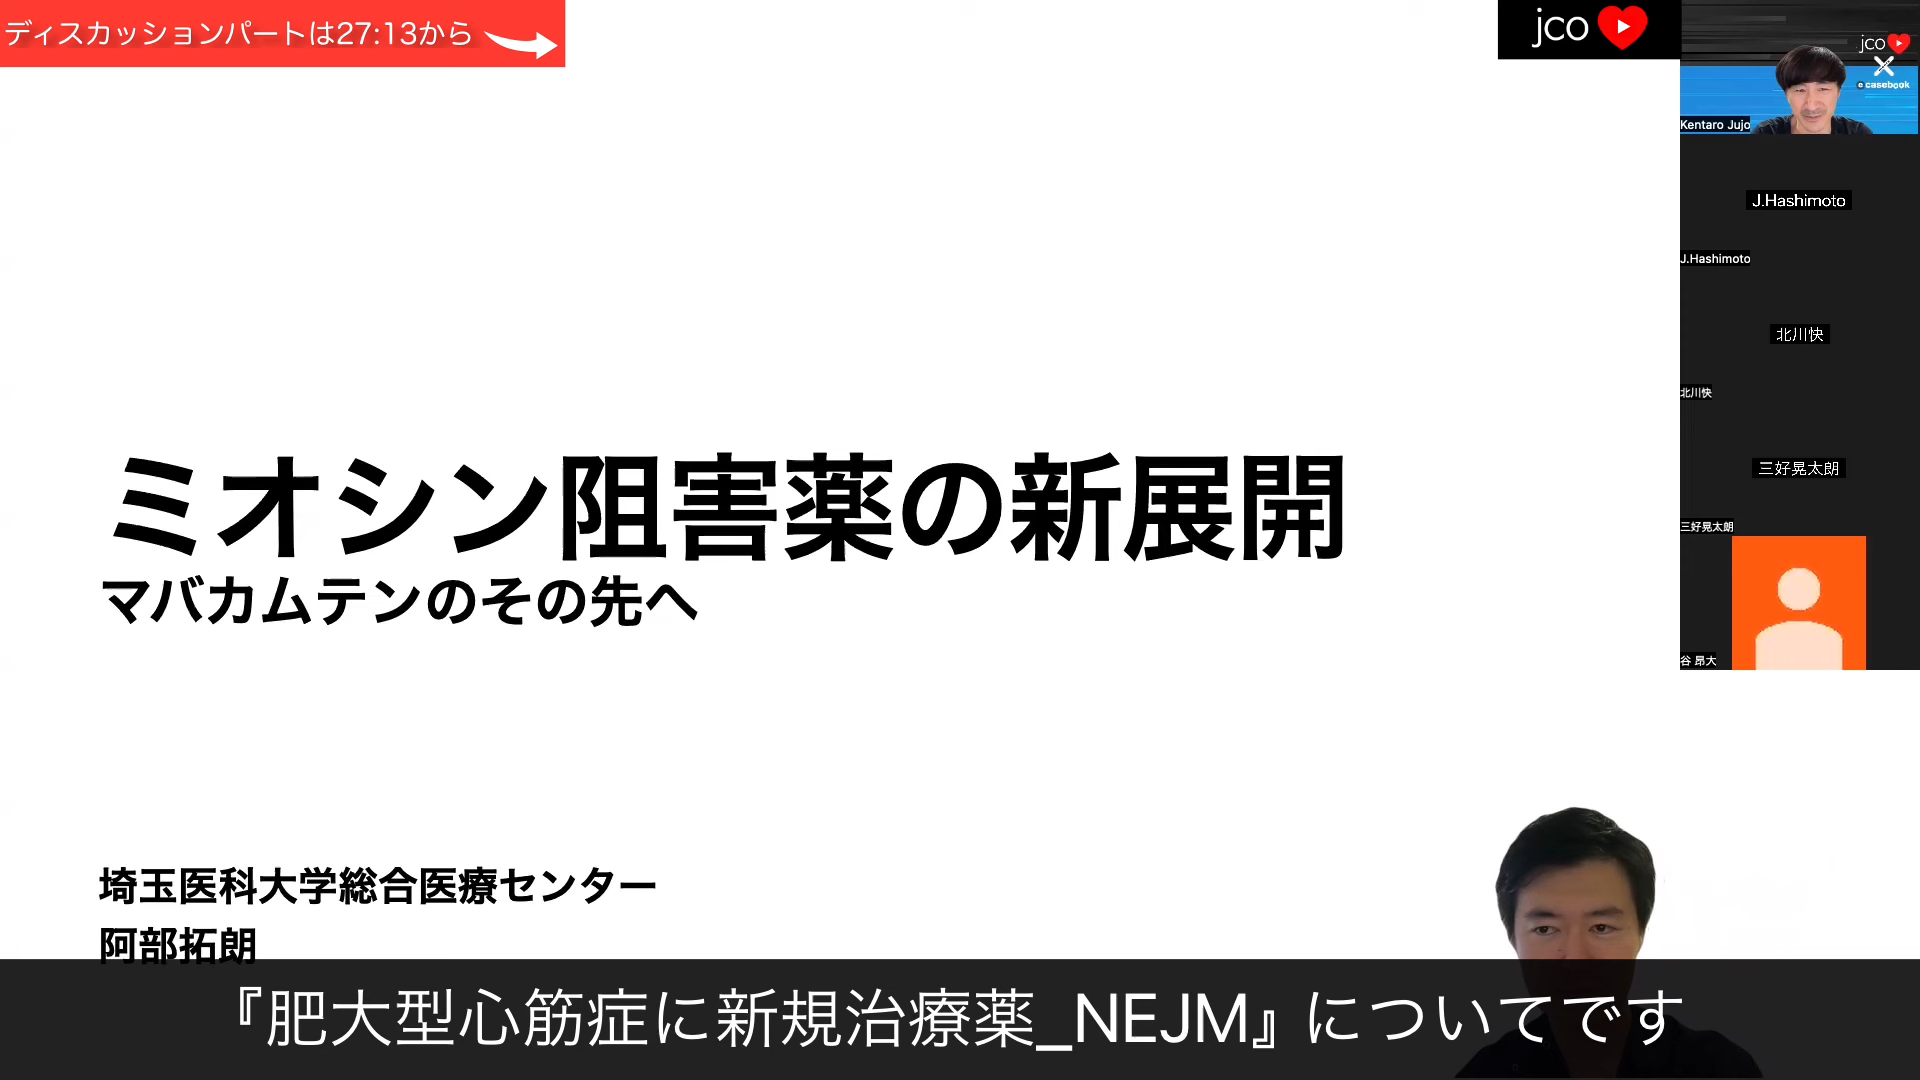 ディスカッションパートは27:13から
jco
jco
e casebook
Kentaro Jujo
J.Hashimoto
J.Hashimoto
北川快
北川快
三好晃太朗
三好晃太朗
谷 昂大
ミオシン阻害薬の新展開
マバカムテンのその先へ
埼玉医科大学総合医療センター
阿部拓朗
『肥大型心筋症に新規治療薬_NEJM』についてです